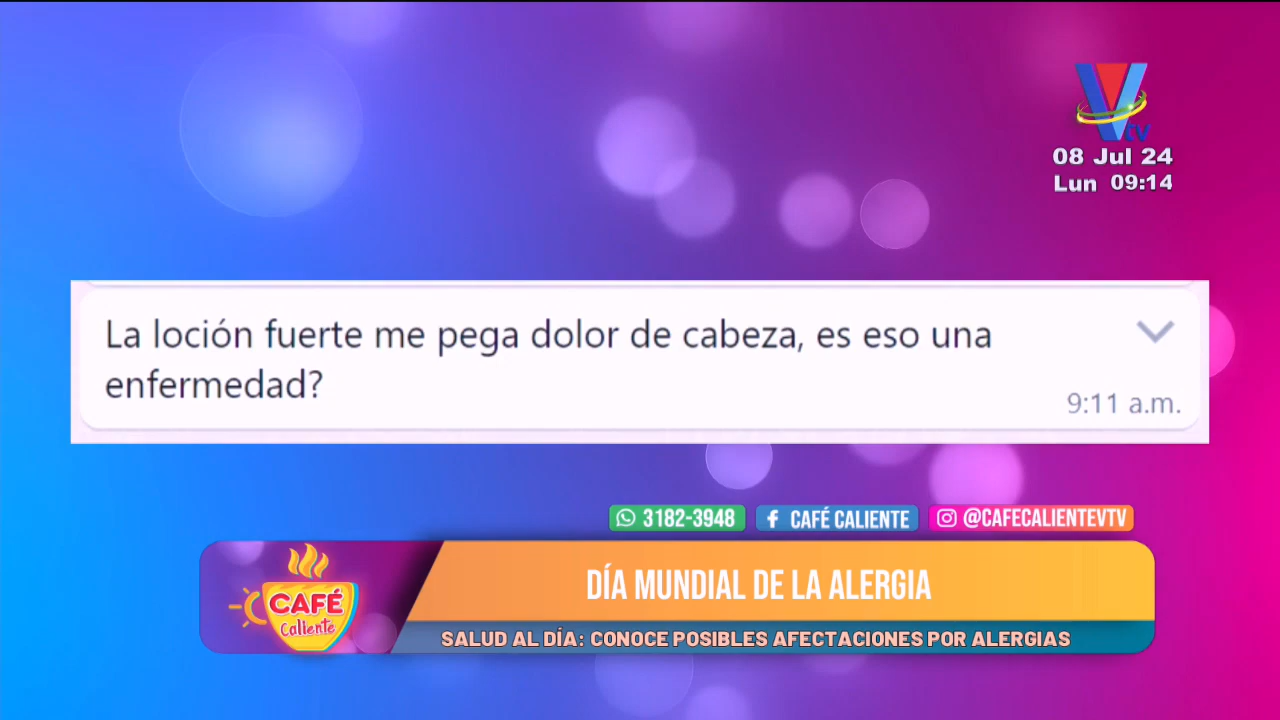 Vtv
08 Jul 24
Lun 09:14
La loción fuerte me pega dolor de cabeza, es eso una
enfermedad?
9:11 a.m.
3182-3948
CAFÉ CALIENTE
@CAFECALIENTEVTV
CAFÉ
Caliente
DÍA MUNDIAL DE LA ALERGIA
SALUD AL DÍA: CONOCE POSIBLES AFECTACIONES POR ALERGIAS